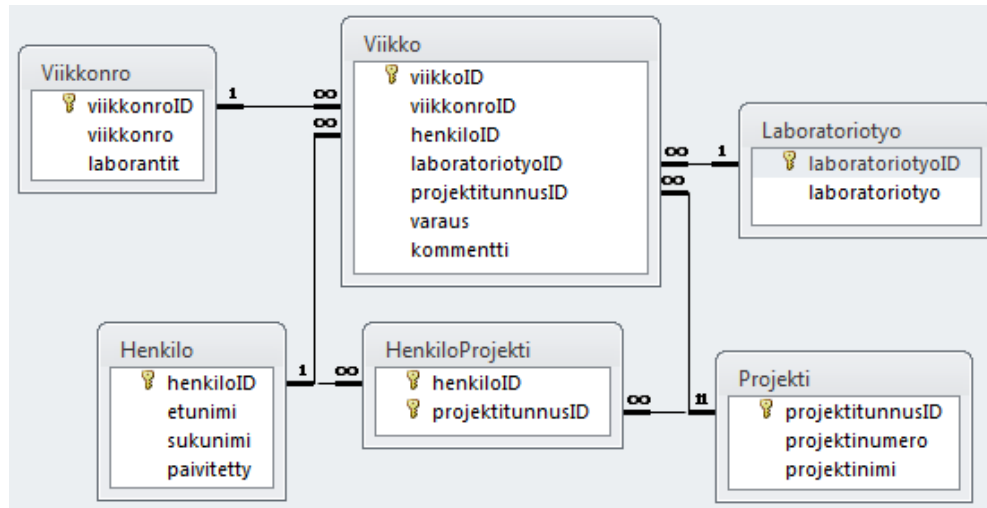 Viikkonro
viikkonroID
viikkonro
laborantit
1
∞
∞
Viikko
viikkoID
viikkonroID
henkiloID
laboratoriotyoID
projektitunnusID
varaus
kommentti
∞
1
∞
Laboratoriotyo
laboratoriotyoID
laboratoriotyo
Henkilo
henkiloID
etunimi
sukunimi
paivitetty
1
∞
HenkiloProjekti
henkiloID
projektitunnusID
∞
11
Projekti
projektitunnusID
projektinumero
projektinimi